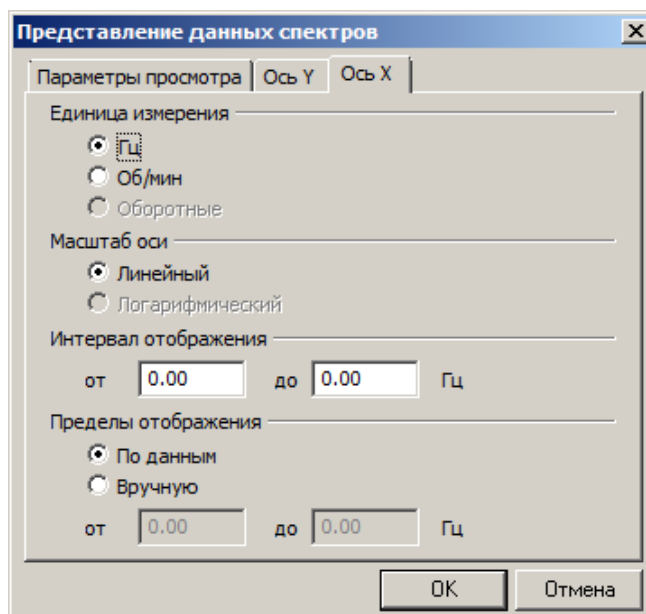 Представление данных спектров
Параметры просмотра Ось Y Ось X
Единица измерения
Гц
Об/мин
Оборотные
Масштаб оси
Линейный
Логарифмический
Интервал отображения
от 0.00 до 0.00 Гц
Пределы отображения
По данным
Вручную
от 0.00 до 0.00 Гц
OK Отмена